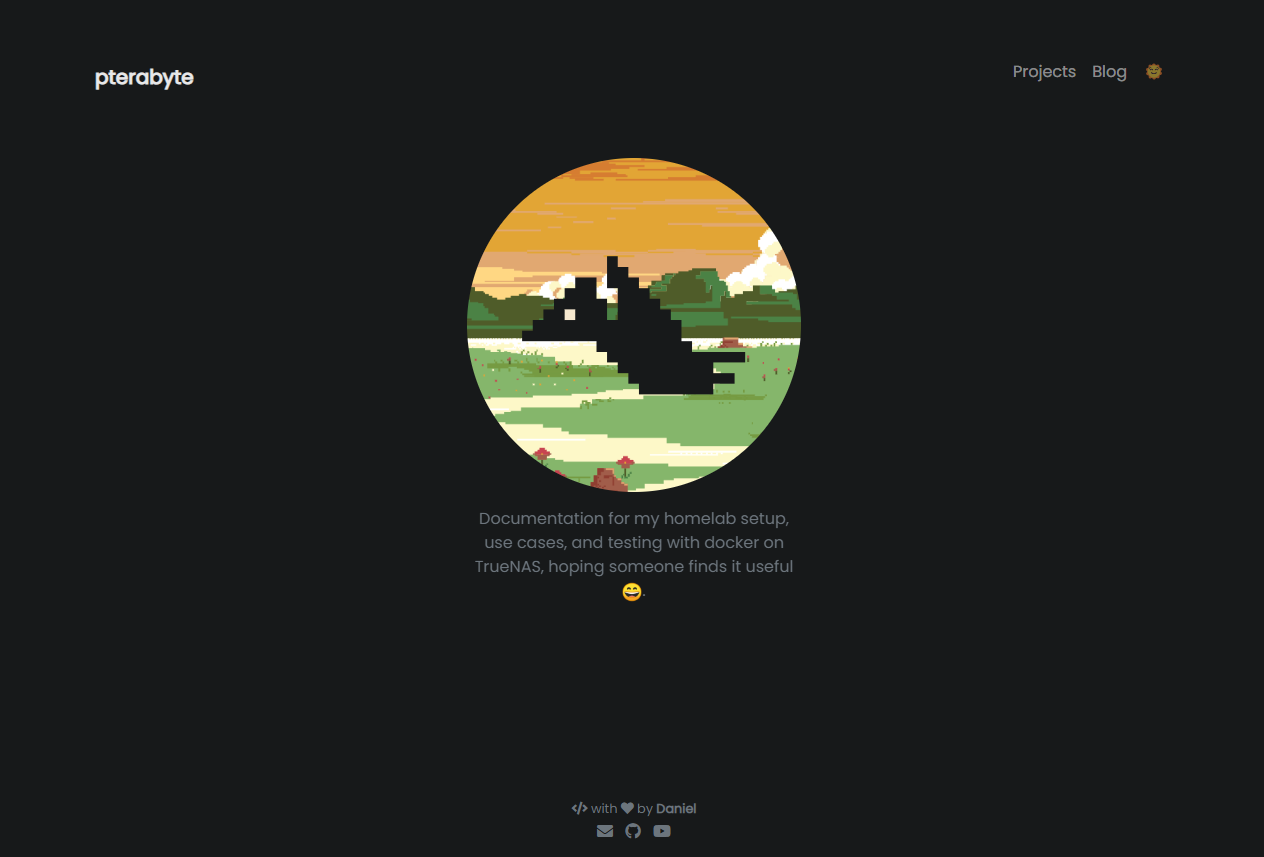 pterabyte
Projects Blog 🌞
Documentation for my homelab setup,
use cases, and testing with docker on
TrueNAS, hoping someone finds it useful
😄.
</> with ♥ by Daniel